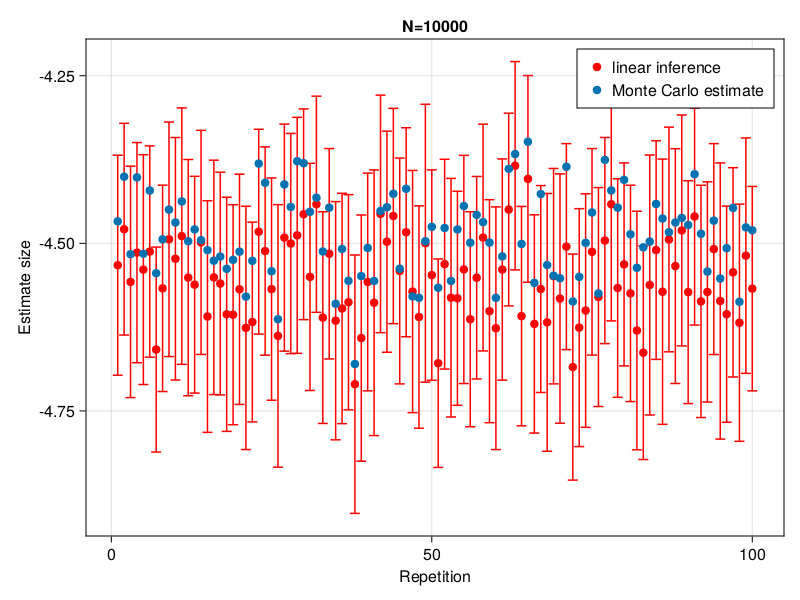 N=10000
linear inference
Monte Carlo estimate
Estimate size
-4.25
-4.50
-4.75
0
50
100
Repetition